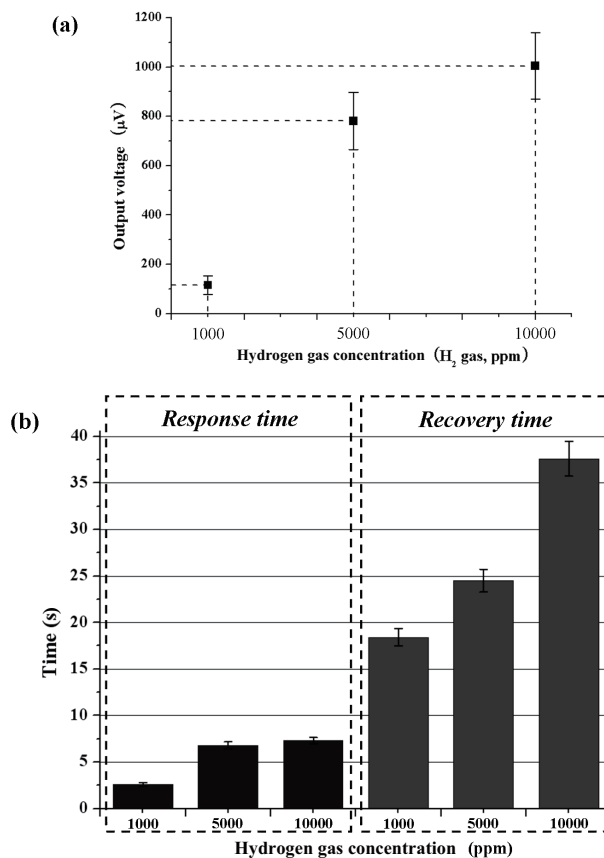 (a)
1200
1000
800
600
400
200
0
Output voltage (μV)
1000 5000 10000
Hydrogen gas concentration (H₂ gas, ppm)
(b)
Response time Recovery time
40
35
30
25
20
15
10
5
0
Time (s)
1000 5000 10000 1000 5000 10000
Hydrogen gas concentration (ppm)